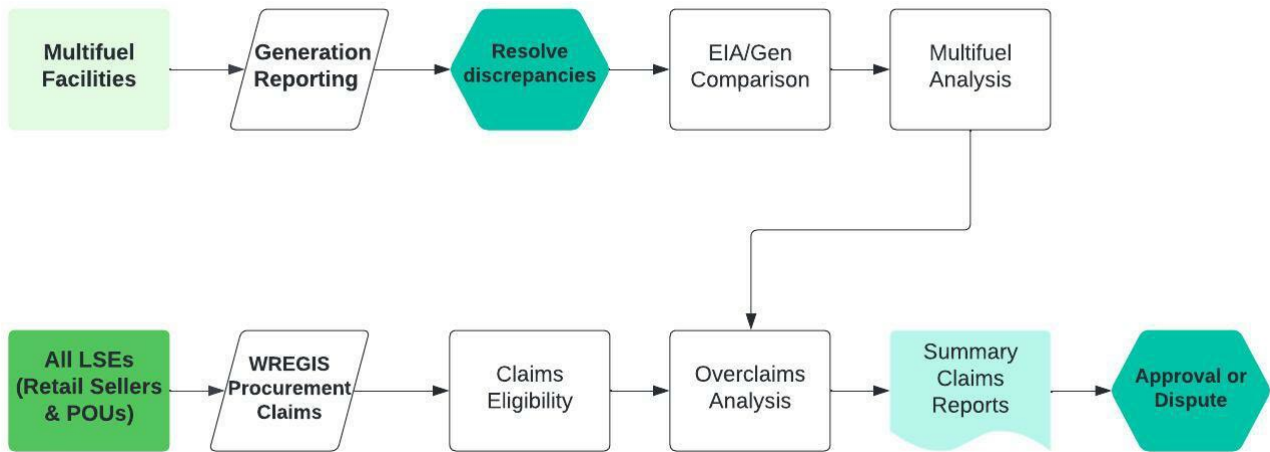 Multifuel
Facilities
Generation
Reporting
Resolve
discrepancies
EIA/Gen
Comparison
Multifuel
Analysis
All LSEs
(Retail Sellers
& POUs)
WREGIS
Procurement
Claims
Claims
Eligibility
Overclaims
Analysis
Summary
Claims
Reports
Approval or
Dispute